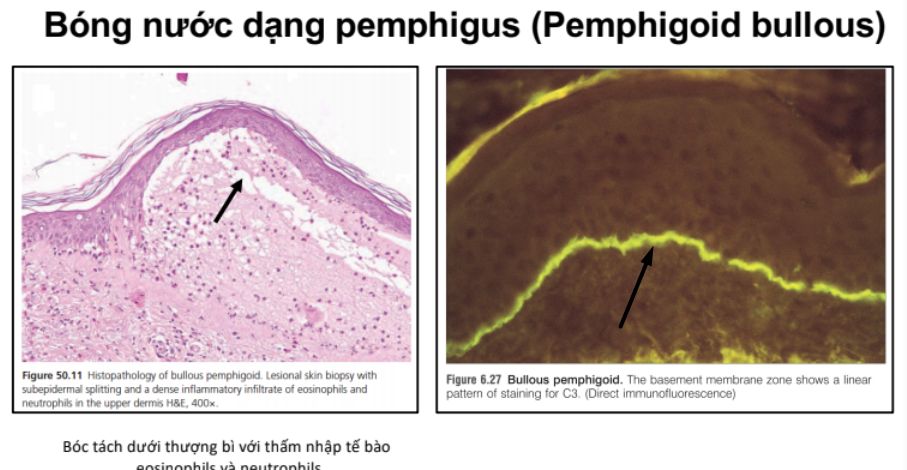 Bóng nước dạng pemphigus (Pemphigoid bullous)
Figure 50.11 Histopathology of bullous pemphigoid. Lesional skin biopsy with
subepidermal splitting and a dense inflammatory infiltrate of eosinophils and
neutrophils in the upper dermis H&E, 400×.
Figure 6.27 Bullous pemphigoid. The basement membrane zone shows a linear
pattern of staining for C3. (Direct immunofluorescence)
Bóc tách dưới thượng bì với thấm nhập tế bào
eosinophils và neutrophils